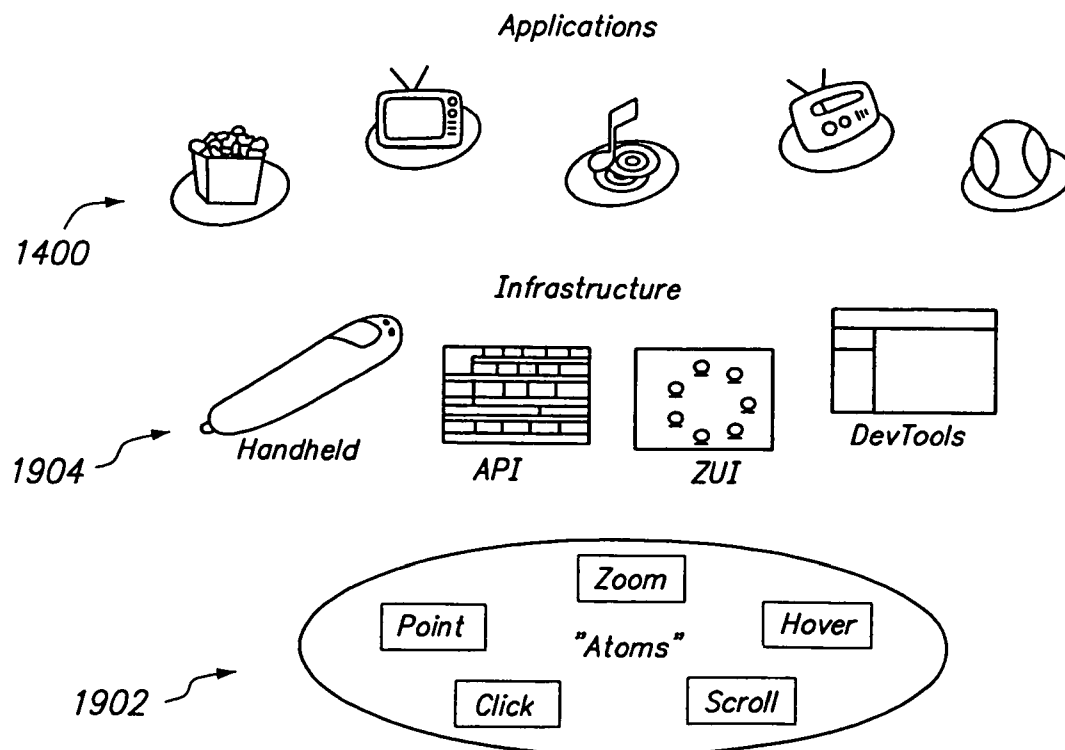 Applications
1400
Infrastructure
Handheld
API
ZUI
DevTools
1904
Zoom
Point
"Atoms"
Hover
Click
Scroll
1902